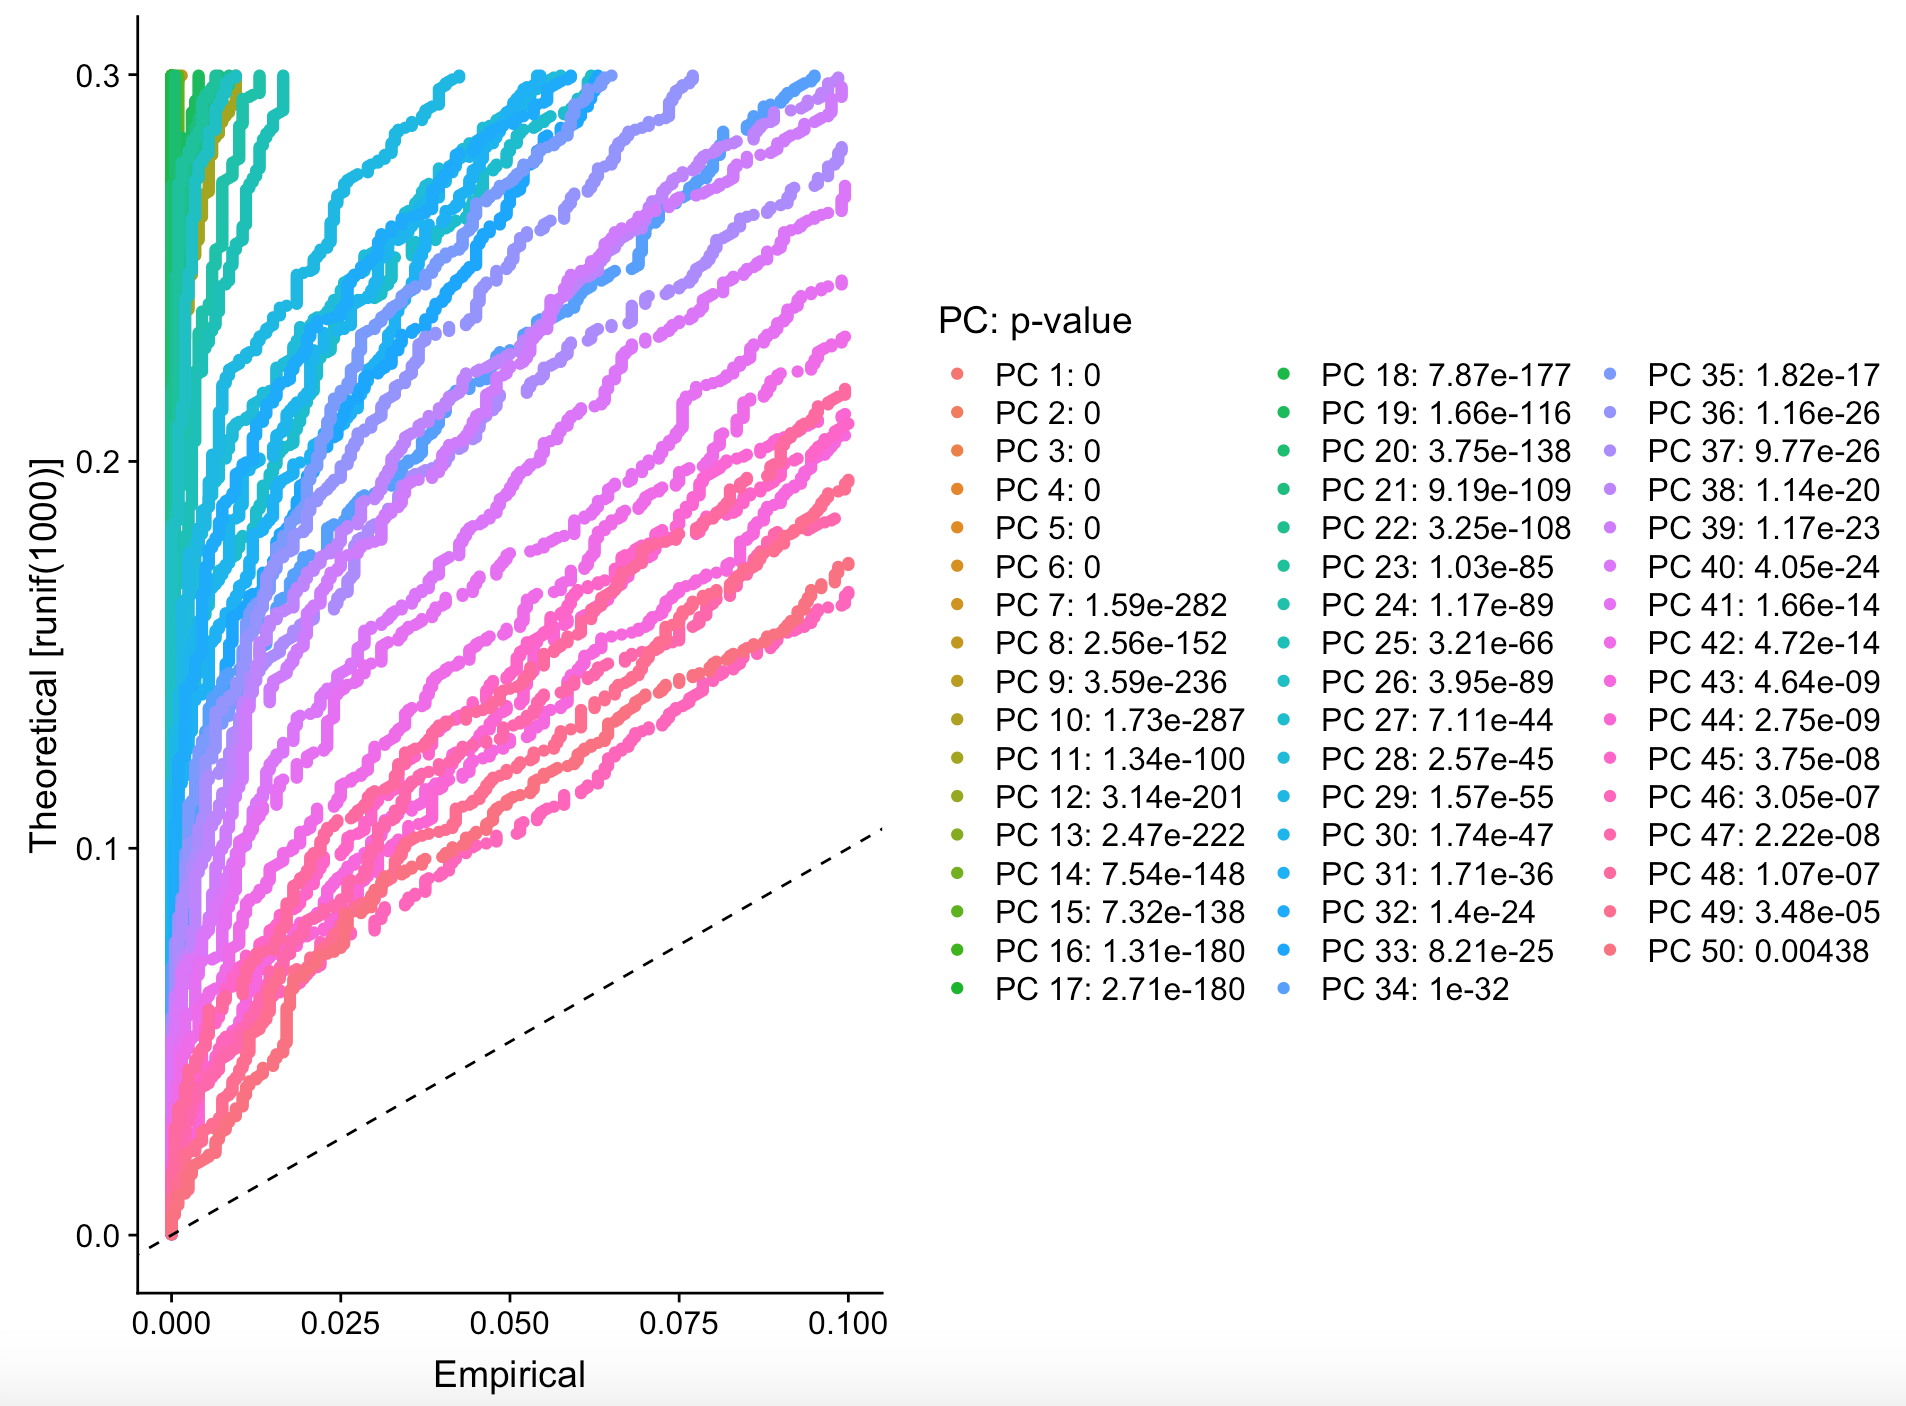 0.3
0.2
0.1
0.0
Theoretical [runif(1000)]
0.000 0.025 0.050 0.075 0.100
Empirical
PC: p-value
PC 1: 0
PC 2: 0
PC 3: 0
PC 4: 0
PC 5: 0
PC 6: 0
PC 7: 1.59e-282
PC 8: 2.56e-152
PC 9: 3.59e-236
PC 10: 1.73e-287
PC 11: 1.34e-100
PC 12: 3.14e-201
PC 13: 2.47e-222
PC 14: 7.54e-148
PC 15: 7.32e-138
PC 16: 1.31e-180
PC 17: 2.71e-180
PC 18: 7.87e-177
PC 19: 1.66e-116
PC 20: 3.75e-138
PC 21: 9.19e-109
PC 22: 3.25e-108
PC 23: 1.03e-85
PC 24: 1.17e-89
PC 25: 3.21e-66
PC 26: 3.95e-89
PC 27: 7.11e-44
PC 28: 2.57e-45
PC 29: 1.57e-55
PC 30: 1.74e-47
PC 31: 1.71e-36
PC 32: 1.4e-24
PC 33: 8.21e-25
PC 34: 1e-32
PC 35: 1.82e-17
PC 36: 1.16e-26
PC 37: 9.77e-26
PC 38: 1.14e-20
PC 39: 1.17e-23
PC 40: 4.05e-24
PC 41: 1.66e-14
PC 42: 4.72e-14
PC 43: 4.64e-09
PC 44: 2.75e-09
PC 45: 3.75e-08
PC 46: 3.05e-07
PC 47: 2.22e-08
PC 48: 1.07e-07
PC 49: 3.48e-05
PC 50: 0.00438